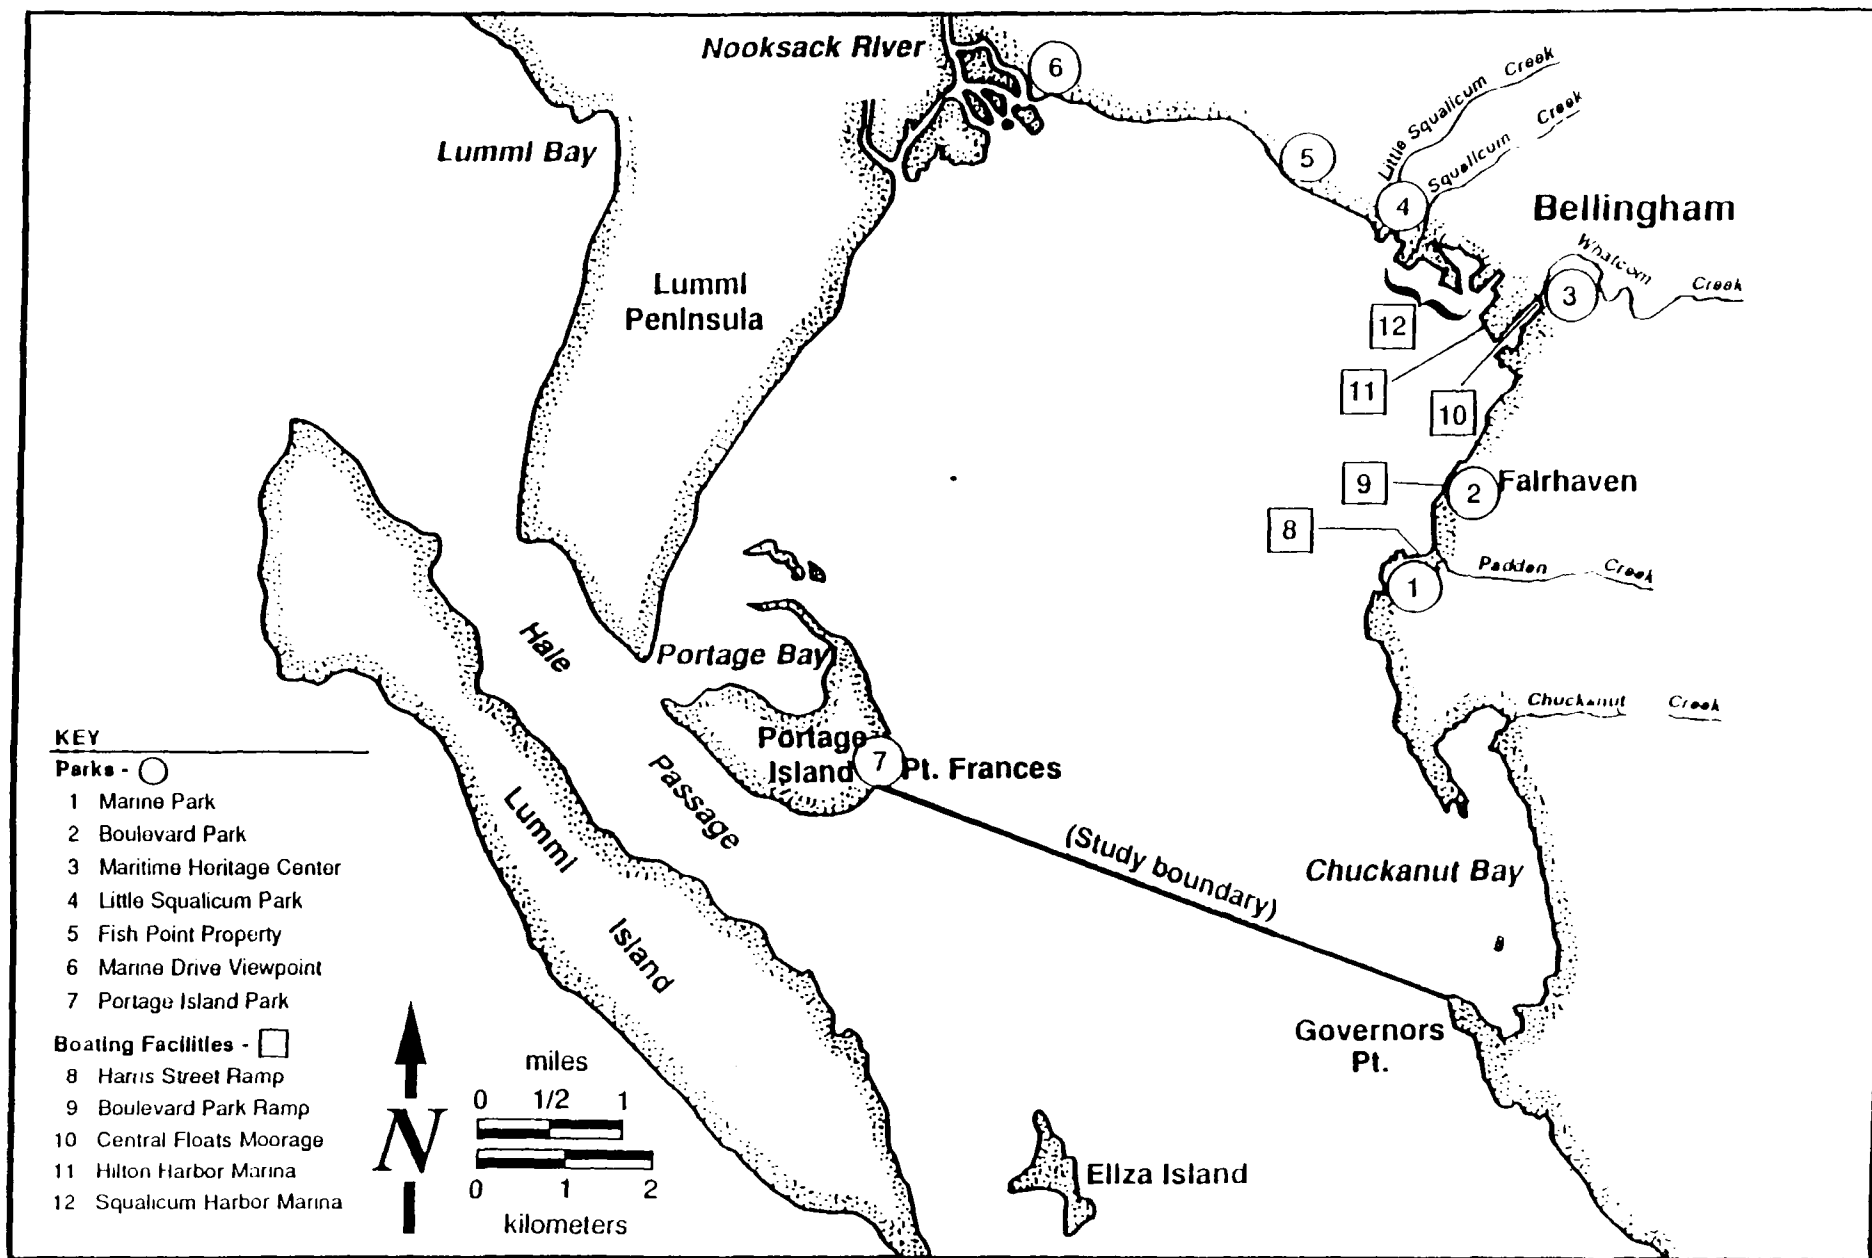 Nooksack River
6
Little Squalicum Creek
Squalicum Creek
5
Lummi Bay
4
Bellingham
Whatcom Creek
3
Lummi
Peninsula
12
11
10
9
2
Fairhaven
8
Padden Creek
1
Hale Passage
Portage Bay
Chuckanut Creek
Portage
Island
7
Pt. Frances
(Study boundary)
Chuckanut Bay
Lummi Island
Governors
Pt.
Eliza Island
KEY
Parks -
1 Marine Park
2 Boulevard Park
3 Maritime Heritage Center
4 Little Squalicum Park
5 Fish Point Property
6 Marine Drive Viewpoint
7 Portage Island Park
Boating Facilities -
8 Harris Street Ramp
9 Boulevard Park Ramp
10 Central Floats Moorage
11 Hilton Harbor Marina
12 Squalicum Harbor Marina
N
miles
0 1/2 1
0 1 2
kilometers